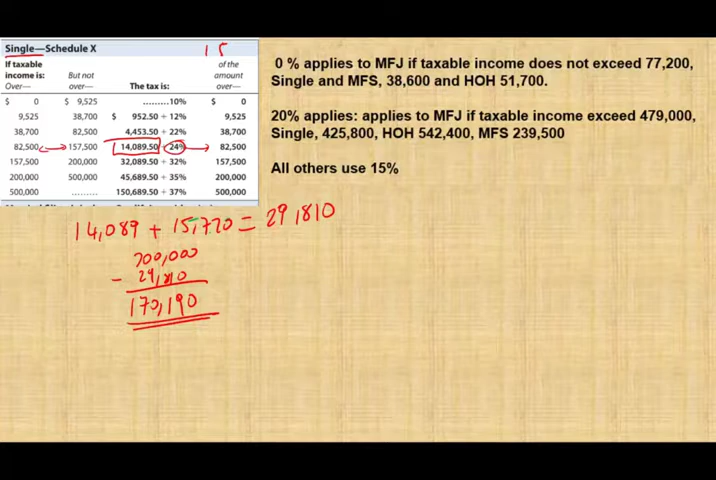 Single—Schedule X
1 5
If taxable income is: Over— But not over— The tax is: of the amount over—
$ 0 $ 9,525 .........10% $ 0
9,525 38,700 $ 952.50 + 12% 9,525
38,700 82,500 4,453.50 + 22% 38,700
82,500 157,500 14,089.50 24% 82,500
157,500 200,000 32,089.50 + 32% 157,500
200,000 500,000 45,689.50 + 35% 200,000
500,000 ......... 150,689.50 + 37% 500,000
0 % applies to MFJ if taxable income does not exceed 77,200,
Single and MFS, 38,600 and HOH 51,700.
20% applies: applies to MFJ if taxable income exceed 479,000,
Single, 425,800, HOH 542,400, MFS 239,500
All others use 15%
14,089 + 15,720 = 29,810
200,000
- 29,810
170,190